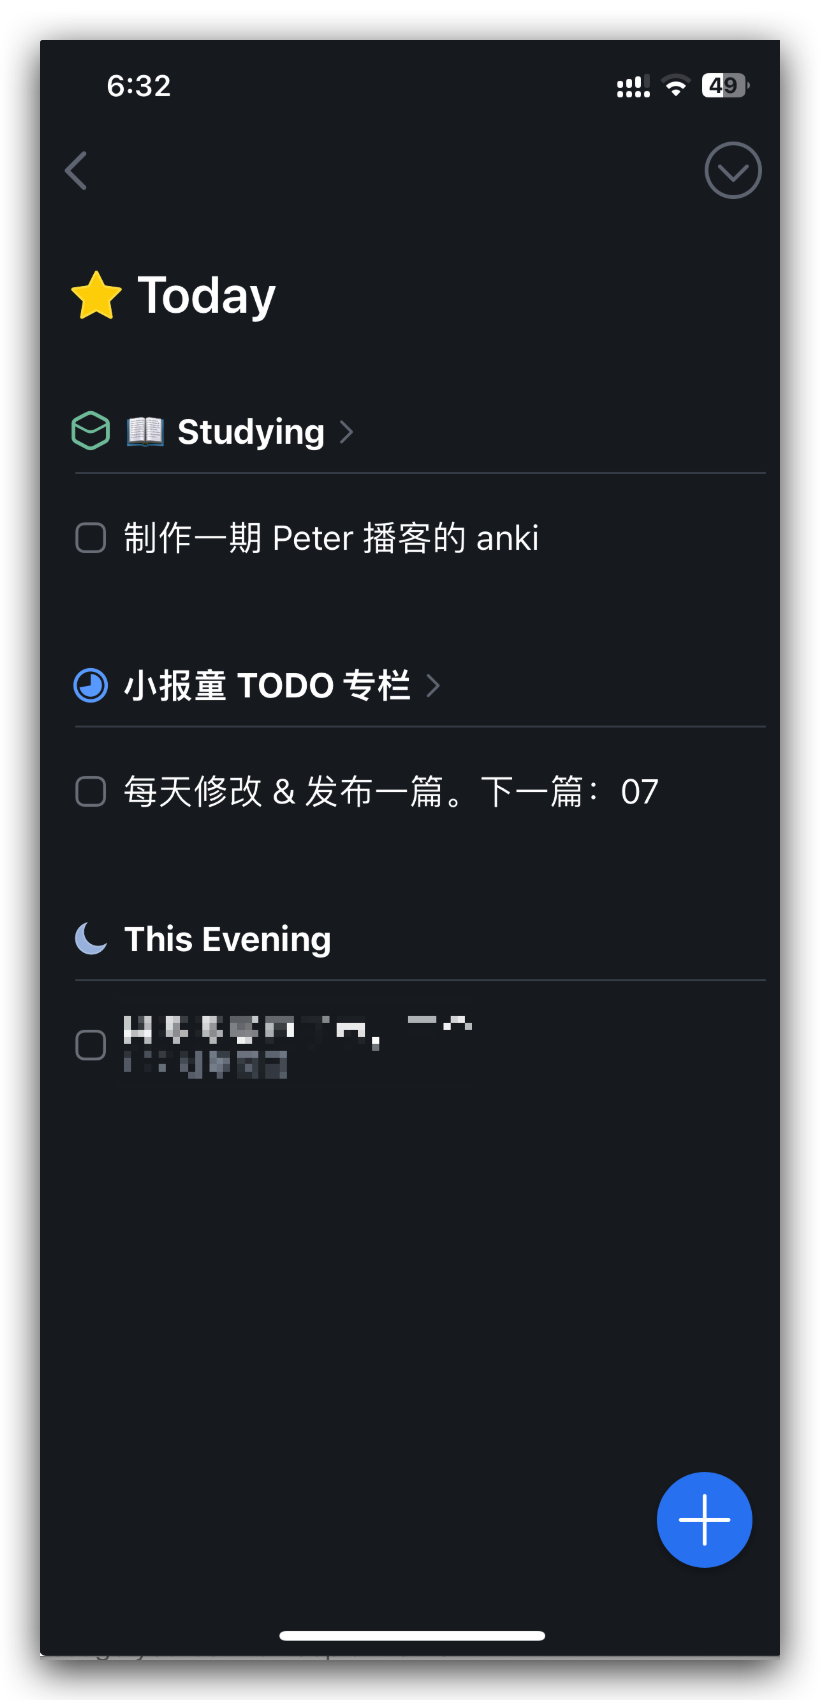 6:32
49
Today
Studying
制作一期 Peter 播客的 anki
小报童 TODO 专栏
每天修改 & 发布一篇。下一篇：07
This Evening